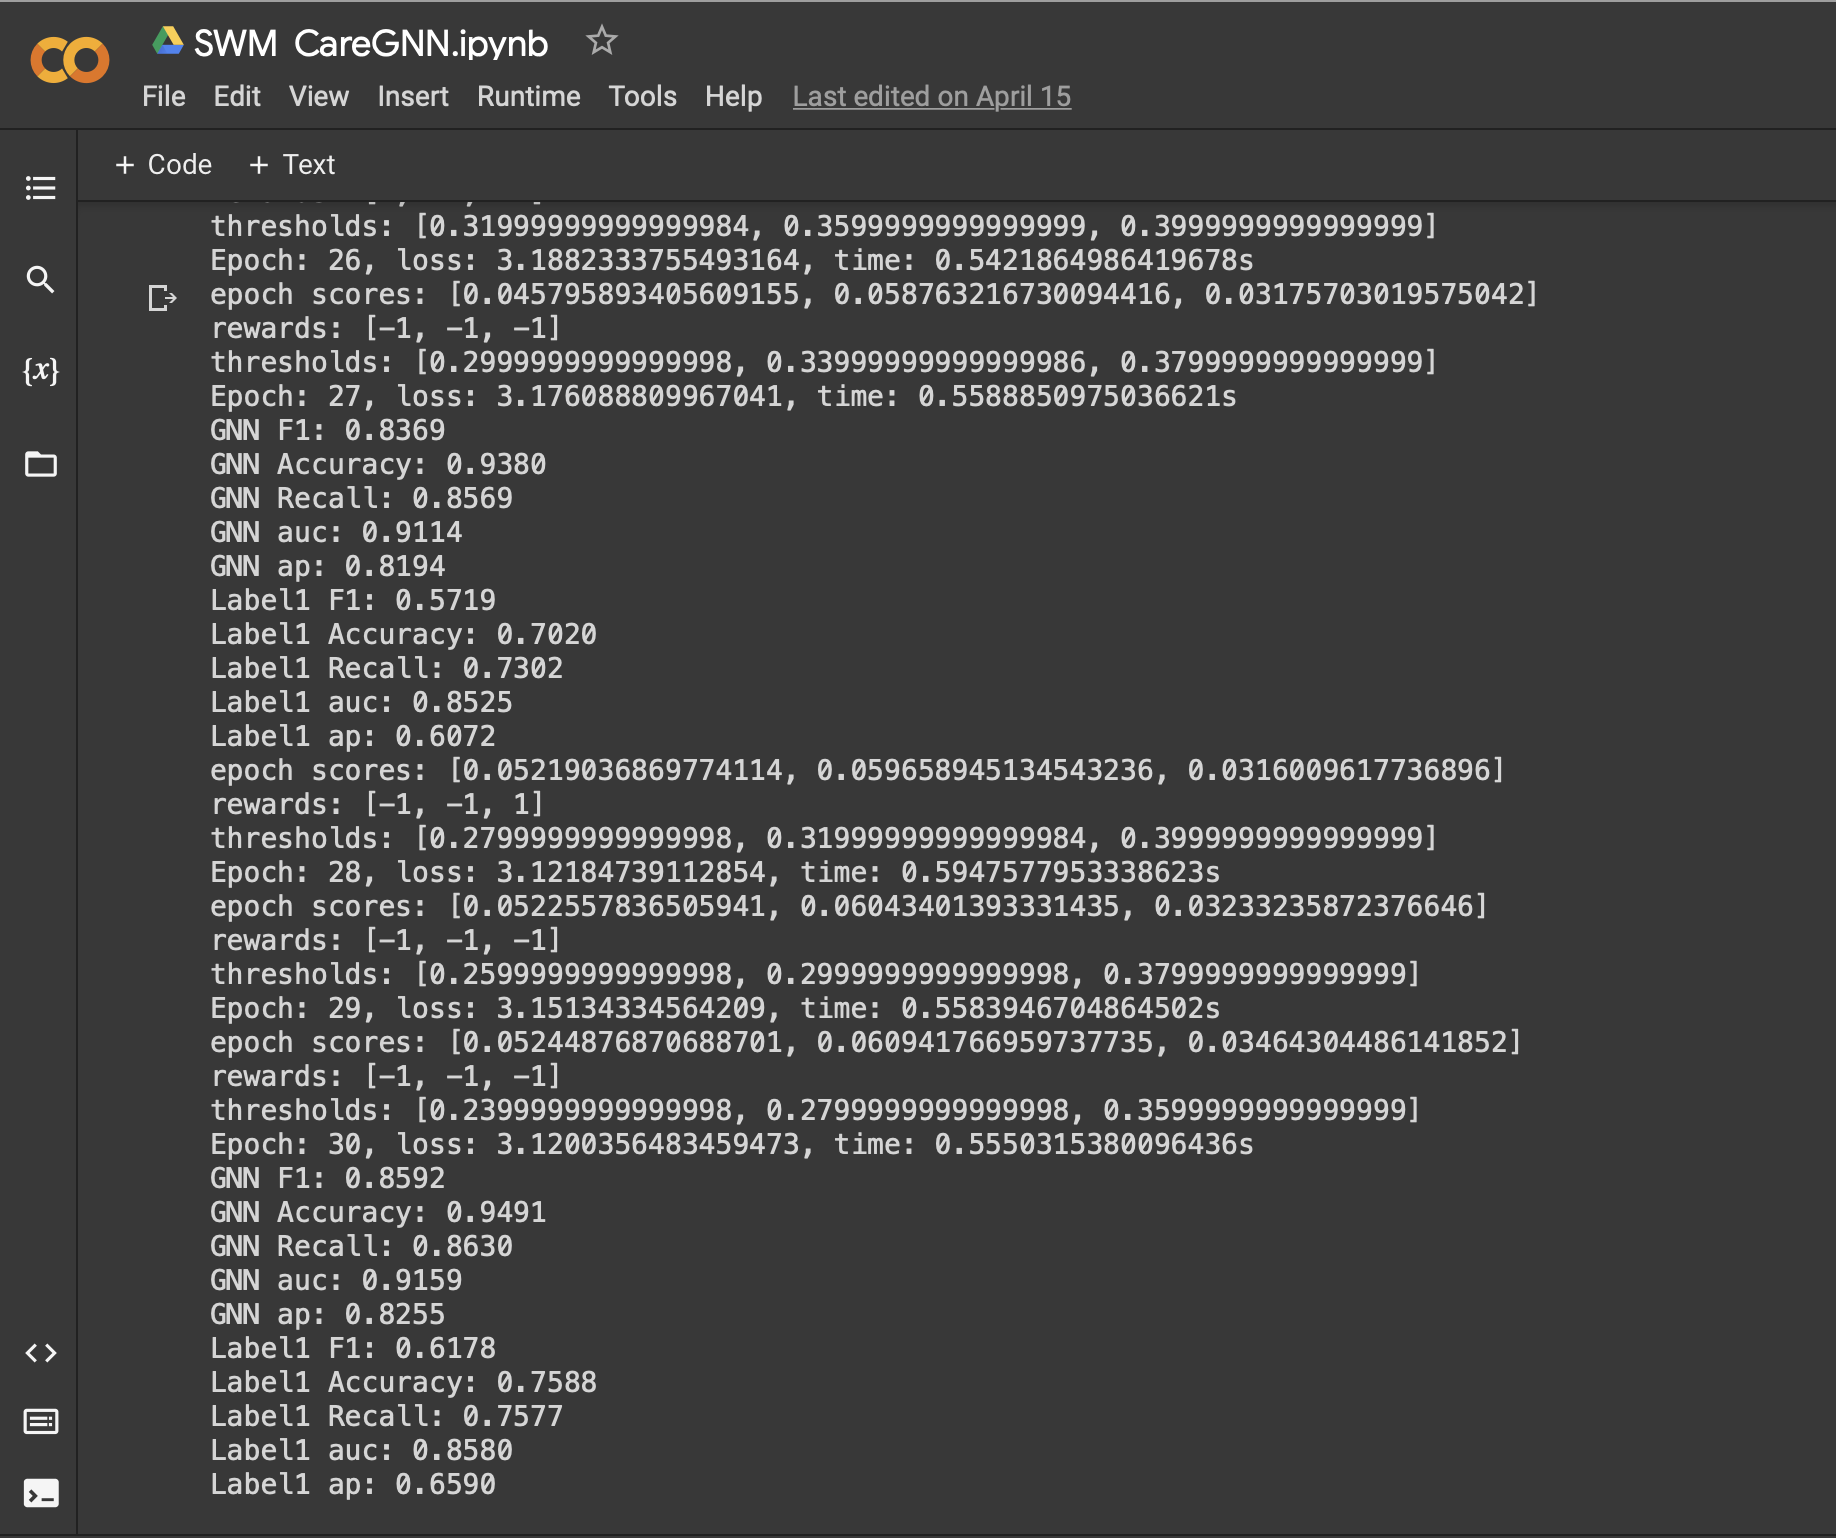 SWM CareGNN.ipynb
File Edit View Insert Runtime Tools Help Last edited on April 15
+ Code + Text
thresholds: [0.31999999999999984, 0.3599999999999999, 0.3999999999999999]
Epoch: 26, loss: 3.1882333755493164, time: 0.5421864986419678s
epoch scores: [0.045795893405609155, 0.058763216730094416, 0.03175703019575042]
rewards: [-1, -1, -1]
thresholds: [0.2999999999999998, 0.33999999999999986, 0.3799999999999999]
Epoch: 27, loss: 3.176088809967041, time: 0.5588850975036621s
GNN F1: 0.8369
GNN Accuracy: 0.9380
GNN Recall: 0.8569
GNN auc: 0.9114
GNN ap: 0.8194
Label1 F1: 0.5719
Label1 Accuracy: 0.7020
Label1 Recall: 0.7302
Label1 auc: 0.8525
Label1 ap: 0.6072
epoch scores: [0.05219036869774114, 0.059658945134543236, 0.0316009617736896]
rewards: [-1, -1, 1]
thresholds: [0.2799999999999998, 0.31999999999999984, 0.3999999999999999]
Epoch: 28, loss: 3.12184739112854, time: 0.5947577953338623s
epoch scores: [0.0522557836505941, 0.06043401393331435, 0.03233235872376646]
rewards: [-1, -1, -1]
thresholds: [0.2599999999999998, 0.2999999999999998, 0.3799999999999999]
Epoch: 29, loss: 3.15134334564209, time: 0.5583946704864502s
epoch scores: [0.05244876870688701, 0.060941766959737735, 0.03464304486141852]
rewards: [-1, -1, -1]
thresholds: [0.2399999999999998, 0.2799999999999998, 0.3599999999999999]
Epoch: 30, loss: 3.1200356483459473, time: 0.5550315380096436s
GNN F1: 0.8592
GNN Accuracy: 0.9491
GNN Recall: 0.8630
GNN auc: 0.9159
GNN ap: 0.8255
Label1 F1: 0.6178
Label1 Accuracy: 0.7588
Label1 Recall: 0.7577
Label1 auc: 0.8580
Label1 ap: 0.6590